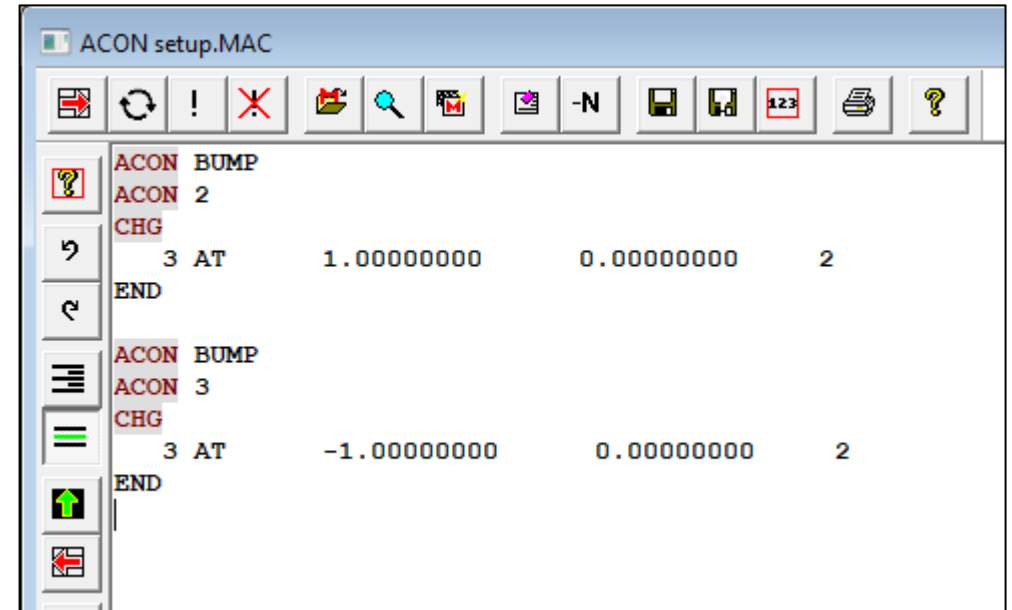 ACON setup.MAC
! M -N 123 ?
?
ACON BUMP
ACON 2
CHG
3 AT 1.00000000 0.00000000 2
END
ACON BUMP
ACON 3
CHG
3 AT -1.00000000 0.00000000 2
END